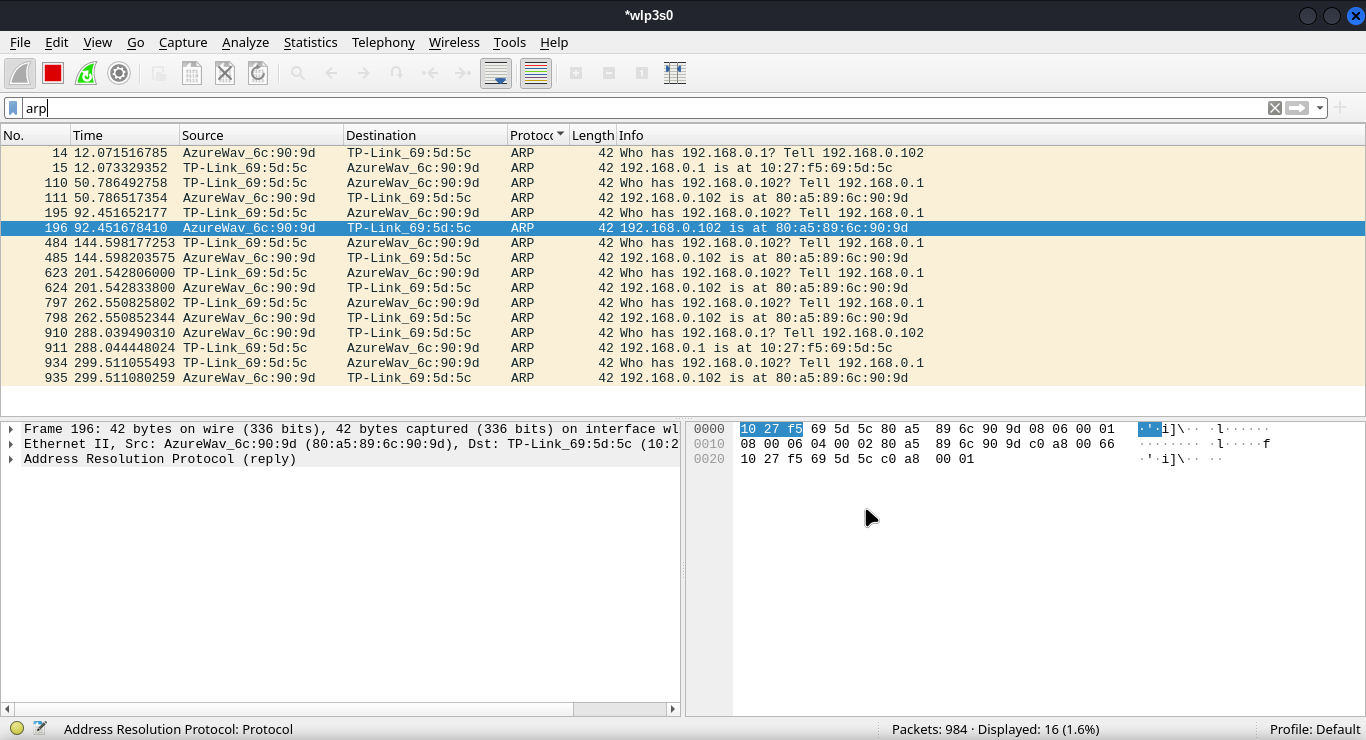 *wlp3s0
File Edit View Go Capture Analyze Statistics Telephony Wireless Tools Help
arp
No. Time Source Destination Protoc Length Info
14 12.071516785 AzureWav_6c:90:9d TP-Link_69:5d:5c ARP 42 Who has 192.168.0.1? Tell 192.168.0.102
15 12.073329352 TP-Link_69:5d:5c AzureWav_6c:90:9d ARP 42 192.168.0.1 is at 10:27:f5:69:5d:5c
110 50.786492758 TP-Link_69:5d:5c AzureWav_6c:90:9d ARP 42 Who has 192.168.0.102? Tell 192.168.0.1
111 50.786517354 AzureWav_6c:90:9d TP-Link_69:5d:5c ARP 42 192.168.0.102 is at 80:a5:89:6c:90:9d
195 92.451652177 TP-Link_69:5d:5c AzureWav_6c:90:9d ARP 42 Who has 192.168.0.102? Tell 192.168.0.1
196 92.451678410 AzureWav_6c:90:9d TP-Link_69:5d:5c ARP 42 192.168.0.102 is at 80:a5:89:6c:90:9d
484 144.598177253 TP-Link_69:5d:5c AzureWav_6c:90:9d ARP 42 Who has 192.168.0.102? Tell 192.168.0.1
485 144.598203575 AzureWav_6c:90:9d TP-Link_69:5d:5c ARP 42 192.168.0.102 is at 80:a5:89:6c:90:9d
623 201.542806000 TP-Link_69:5d:5c AzureWav_6c:90:9d ARP 42 Who has 192.168.0.102? Tell 192.168.0.1
624 201.542833800 AzureWav_6c:90:9d TP-Link_69:5d:5c ARP 42 192.168.0.102 is at 80:a5:89:6c:90:9d
797 262.550825802 TP-Link_69:5d:5c AzureWav_6c:90:9d ARP 42 Who has 192.168.0.102? Tell 192.168.0.1
798 262.550852344 AzureWav_6c:90:9d TP-Link_69:5d:5c ARP 42 192.168.0.102 is at 80:a5:89:6c:90:9d
910 288.039490310 AzureWav_6c:90:9d TP-Link_69:5d:5c ARP 42 Who has 192.168.0.1? Tell 192.168.0.102
911 288.044448024 TP-Link_69:5d:5c AzureWav_6c:90:9d ARP 42 192.168.0.1 is at 10:27:f5:69:5d:5c
934 299.511055493 TP-Link_69:5d:5c AzureWav_6c:90:9d ARP 42 Who has 192.168.0.102? Tell 192.168.0.1
935 299.511080259 AzureWav_6c:90:9d TP-Link_69:5d:5c ARP 42 192.168.0.102 is at 80:a5:89:6c:90:9d
Frame 196: 42 bytes on wire (336 bits), 42 bytes captured (336 bits) on interface wl
Ethernet II, Src: AzureWav_6c:90:9d (80:a5:89:6c:90:9d), Dst: TP-Link_69:5d:5c (10:2
Address Resolution Protocol (reply)
0000 10 27 f5 69 5d 5c 80 a5 89 6c 90 9d 08 06 00 01 ·'·i]\·· ·l······
0010 08 00 06 04 00 02 80 a5 89 6c 90 9d c0 a8 00 66 ········ ·l·····f
0020 10 27 f5 69 5d 5c c0 a8 00 01 ·'·i]\·· ··
Address Resolution Protocol: Protocol
Packets: 984 · Displayed: 16 (1.6%)
Profile: Default